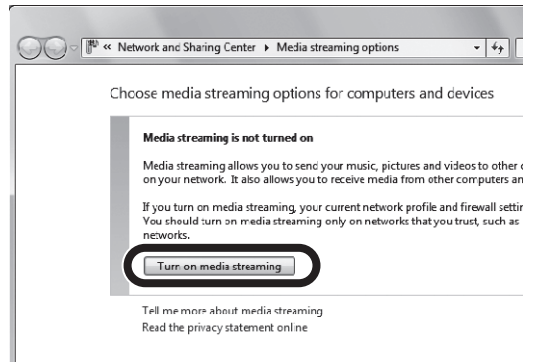 « Network and Sharing Center ▸ Media streaming options
Choose media streaming options for computers and devices
Media streaming is not turned on
Media streaming allows you to send your music, pictures and videos to other
on your network. It also allows you to receive media from other computers an
If you turn on media streaming, your current network profile and firewall settin
You should turn on media streaming only on networks that you trust, such as
networks.
Turn on media streaming
Tell me more about media streaming
Read the privacy statement online